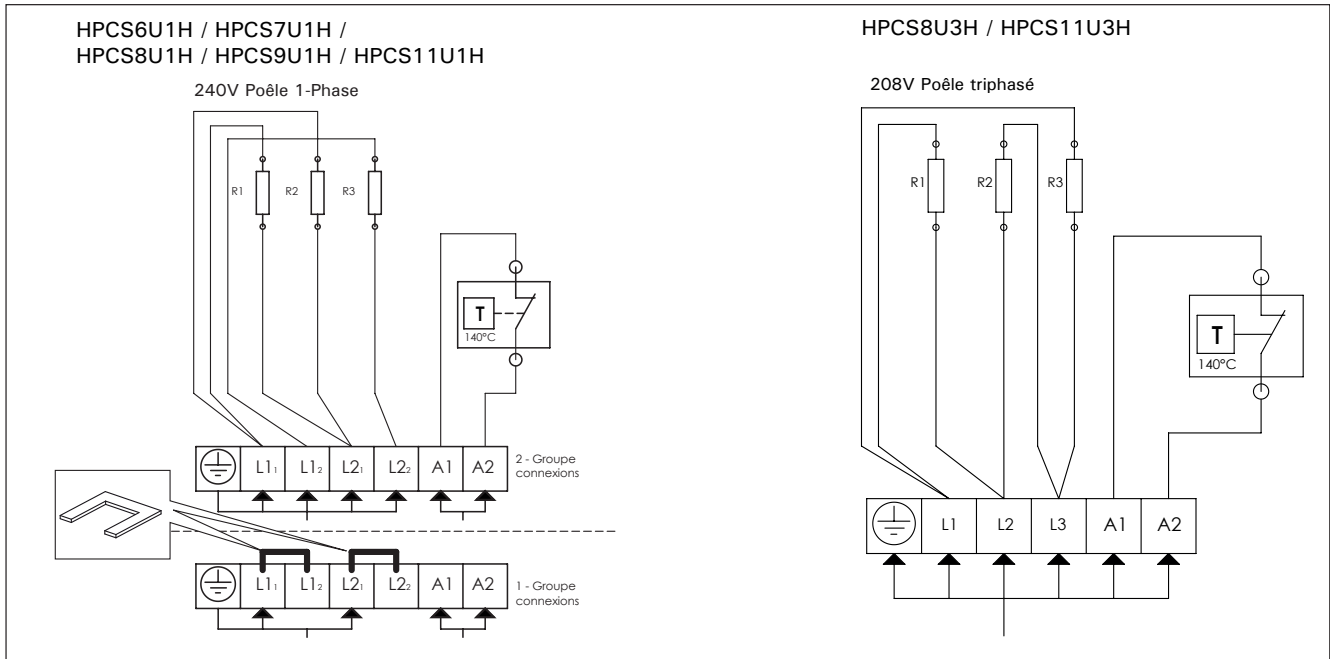 HPCS6U1H / HPCS7U1H /
HPCS8U1H / HPCS9U1H / HPCS11U1H
240V Poêle 1-Phase
R1 R2 R3
T
140°C
L1₁ L1₂ L2₁ L2₂ A1 A2
2 - Groupe
connexions
L1₁ L1₂ L2₁ L2₂ A1 A2
1 - Groupe
connexions
HPCS8U3H / HPCS11U3H
208V Poêle triphasé
R1 R2 R3
T
140°C
L1 L2 L3 A1 A2